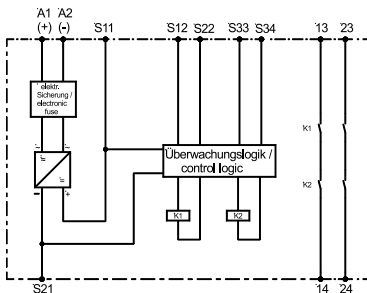 A1 A2 S11 S12 S22 S33 S34 13 23
(+) (-)
elektr.
Sicherung /
electronic
fuse
K1
Überwachungslogik /
control logic
K2
- +
K1 K2
S21 14 24